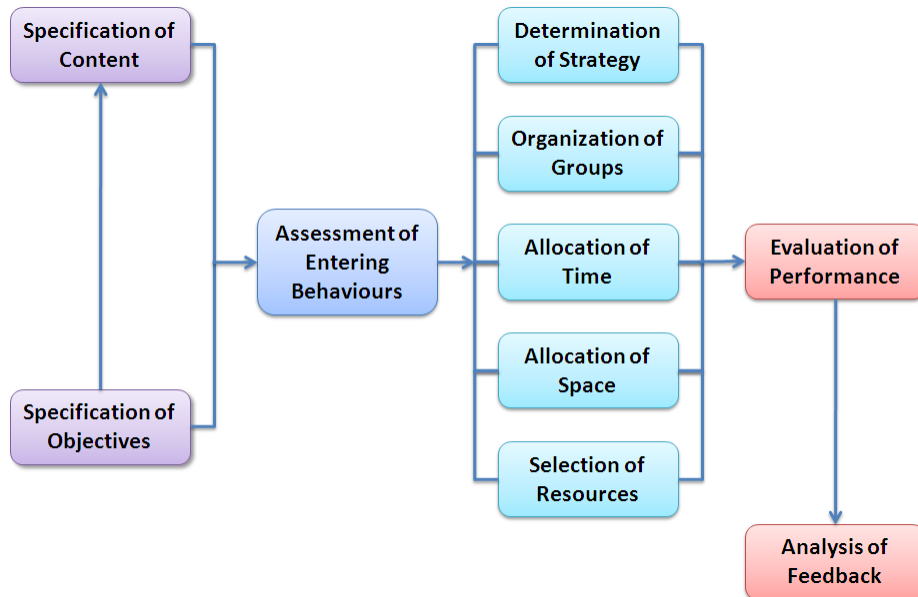 Specification of
Content
Specification of
Objectives
Assessment of
Entering
Behaviours
Determination
of Strategy
Organization of
Groups
Allocation of
Time
Allocation of
Space
Selection of
Resources
Evaluation of
Performance
Analysis of
Feedback